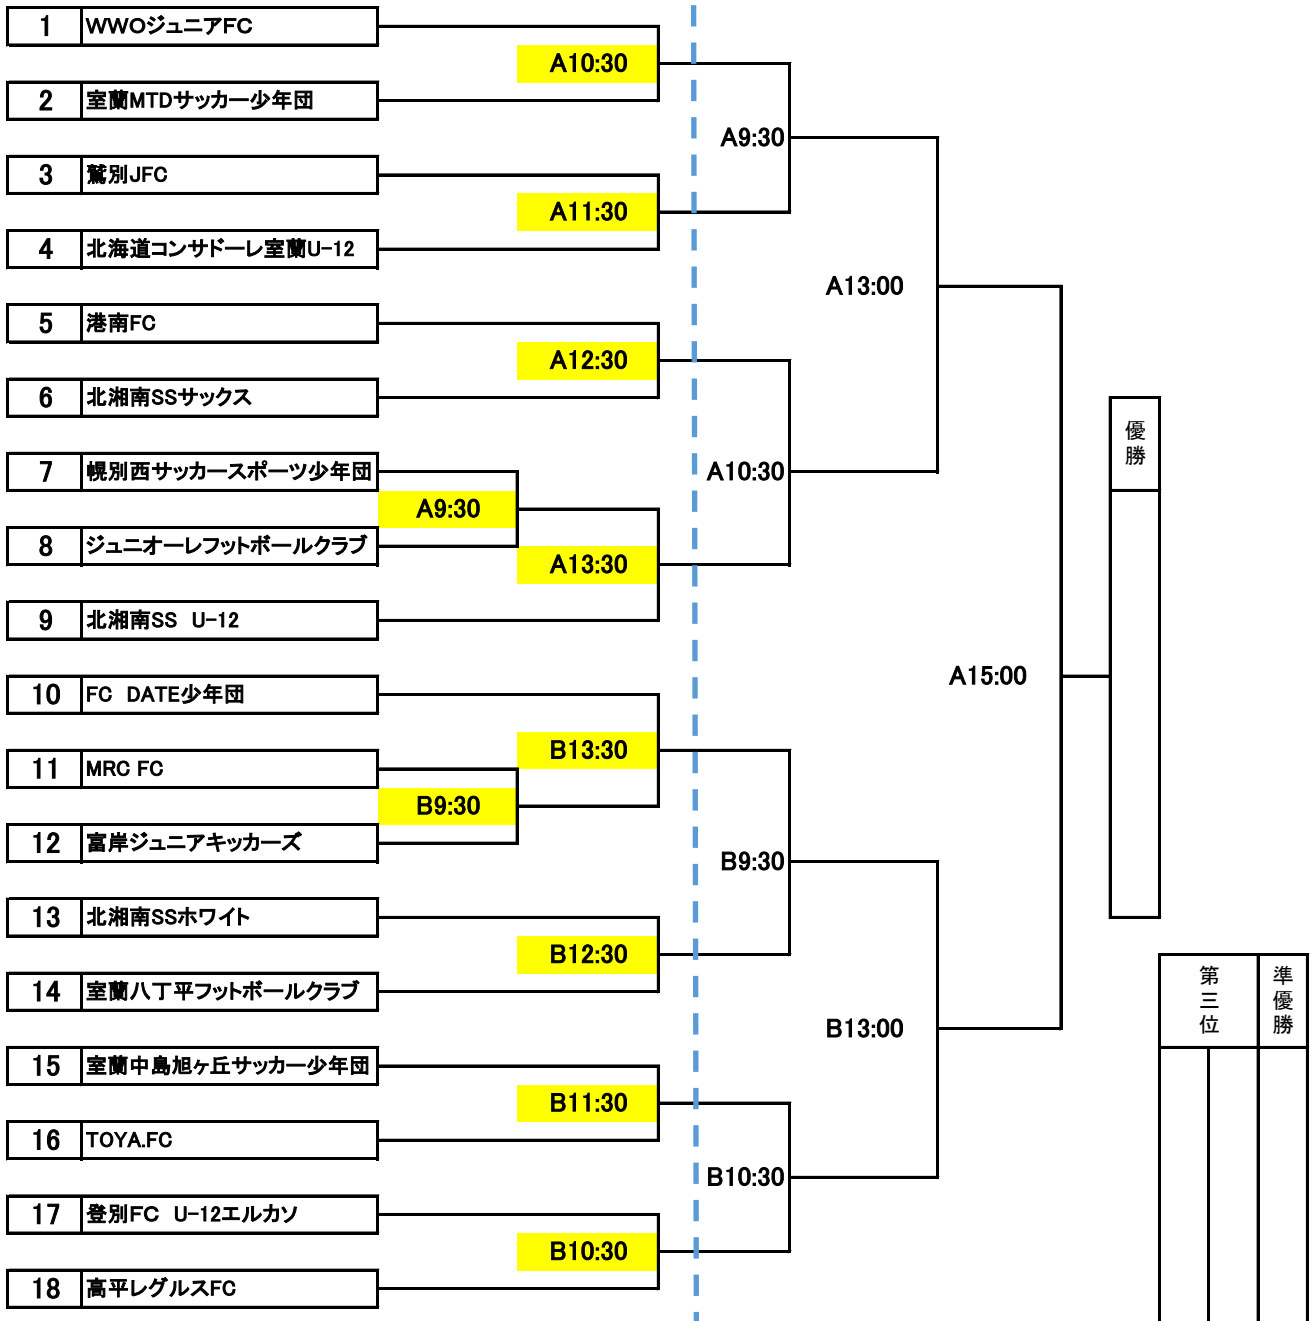 1 WWOジュニアFC
A10:30
2 室蘭MTDサッカー少年団
A9:30
3 鷲別JFC
A11:30
4 北海道コンサドーレ室蘭U-12
A13:00
5 港南FC
A12:30
6 北湘南SSサックス
優勝
7 幌別西サッカースポーツ少年団
A10:30
A9:30
8 ジュニオーレフットボールクラブ
A13:30
9 北湘南SS U-12
A15:00
10 FC DATE少年団
B13:30
11 MRC FC
B9:30
12 富岸ジュニアキッカーズ
B9:30
13 北湘南SSホワイト
B12:30
14 室蘭八丁平フットボールクラブ
第三位
準優勝
B13:00
15 室蘭中島旭ヶ丘サッカー少年団
B11:30
16 TOYA.FC
B10:30
17 登別FC U-12エルカソ
B10:30
18 高平レグルスFC